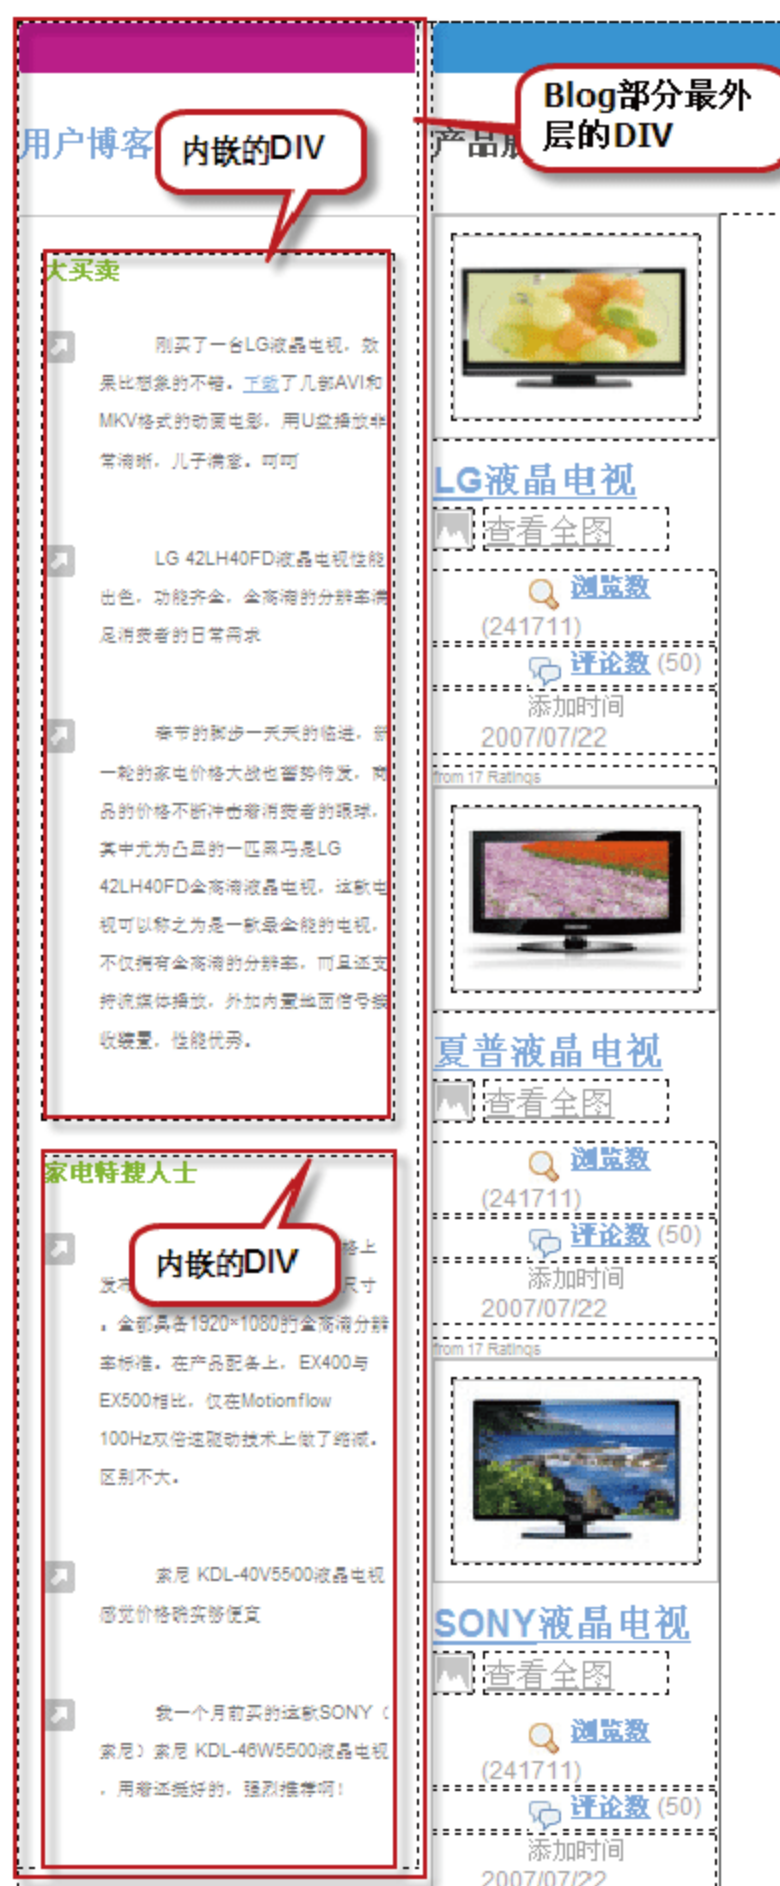 用户博客
内嵌的DIV
大买卖
刚买了一台LG液晶电视，效
果比想象的不错。下载了几部AVI和
MKV格式的动画电影，用U盘播放非
常清晰，儿子满意。呵呵
LG 42LH40FD液晶电视性能
出色，功能齐全，全高清的分辨率满
足消费者的日常需求
春节的脚步一天天的临进，新
一轮的家电价格大战也蓄势待发，商
品的价格不断冲击着消费者的眼球，
其中尤为凸显的一匹黑马是LG
42LH40FD全高清液晶电视，这款电
视可以称之为是一款最全能的电视，
不仅拥有全高清的分辨率，而且还支
持流媒体播放，外加内置地面信号接
收装置，性能优秀。
家电特搜人士
内嵌的DIV
格上
发布
尺寸
，全都具备1920*1080的全高清分辨
率标准。在产品配备上，EX400与
EX500相比，仅在Motionflow
100Hz双倍速驱动技术上做了缩减，
区别不大。
索尼 KDL-40V5500液晶电视
感觉价格确实够便宜
我一个月前买的这款SONY（
索尼）索尼 KDL-46W5500液晶电视
，用着还挺好的，强烈推荐啊！
Blog部分最外
层的DIV
产品展
LG液晶电视
查看全图
浏览数
(241711)
评论数 (50)
添加时间
2007/07/22
from 17 Ratings
夏普液晶电视
查看全图
浏览数
(241711)
评论数 (50)
添加时间
2007/07/22
from 17 Ratings
SONY液晶电视
查看全图
浏览数
(241711)
评论数 (50)
添加时间
2007/07/22